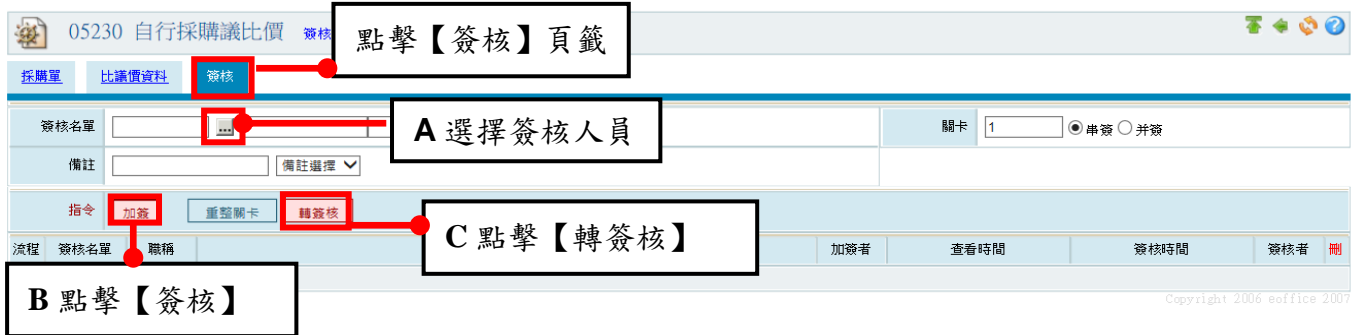 05230 自行採購議比價 簽核
點擊【簽核】頁籤
採購單 比議價資料 簽核
簽核名單 ... A 選擇簽核人員 關卡 1 串簽 并簽
備註 備註選擇
指令 加簽 重整關卡 轉簽核
C 點擊【轉簽核】
流程 簽核名單 職稱 加簽者 查看時間 簽核時間 簽核者 刪
B 點擊【簽核】
Copyright 2006 eoffice 2007